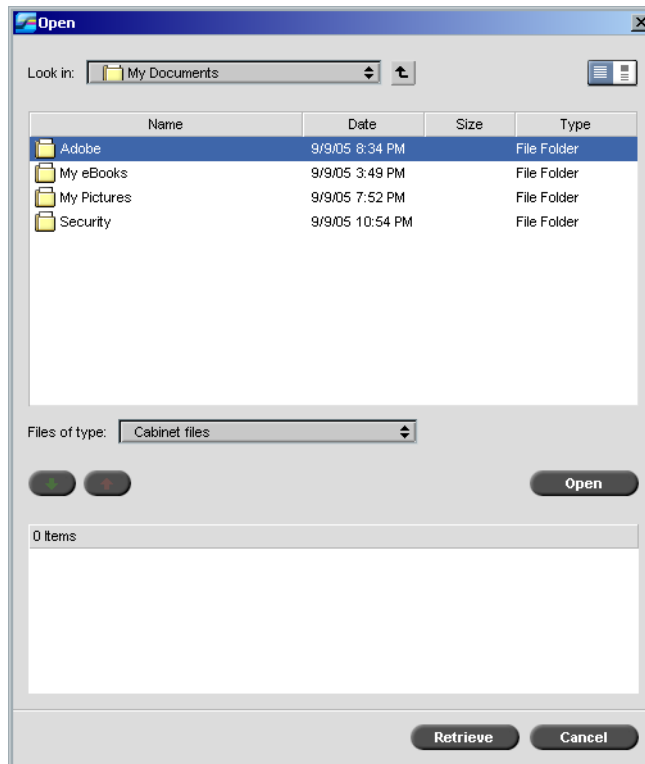 Open
Look in: My Documents
Name Date Size Type
Adobe 9/9/05 8:34 PM File Folder
My eBooks 9/9/05 3:49 PM File Folder
My Pictures 9/9/05 7:52 PM File Folder
Security 9/9/05 10:54 PM File Folder
Files of type: Cabinet files
Open
0 Items
Retrieve Cancel